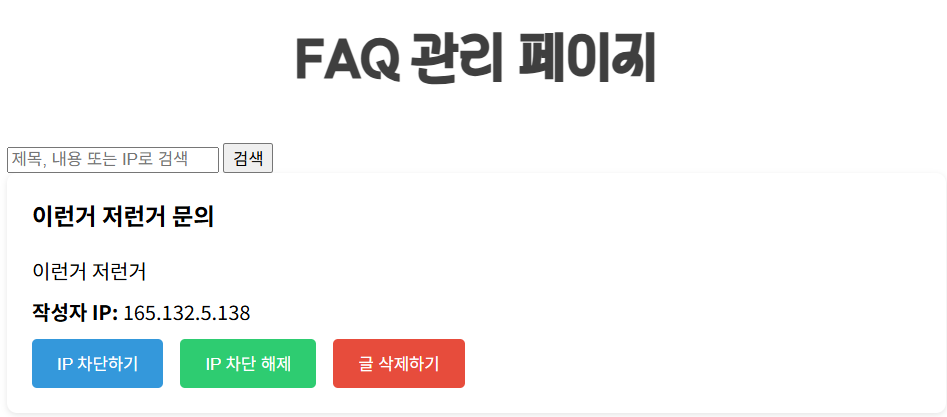 FAQ 관리 페이지
제목, 내용 또는 IP로 검색 검색
이런거 저런거 문의
이런거 저런거
작성자 IP: 165.132.5.138
IP 차단하기 IP 차단 해제 글 삭제하기